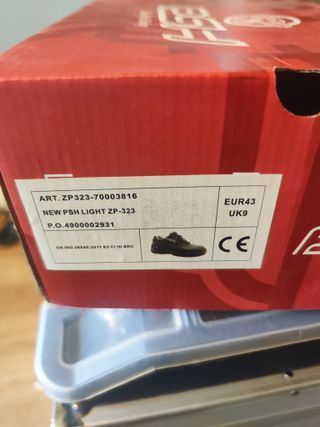 PSH
ART. ZP323-70003816
NEW PSH LIGHT ZP-323
P.O.4900002931
EN ISO 20345:2011 S3 CI HI SRC
EUR43
UK9
CE